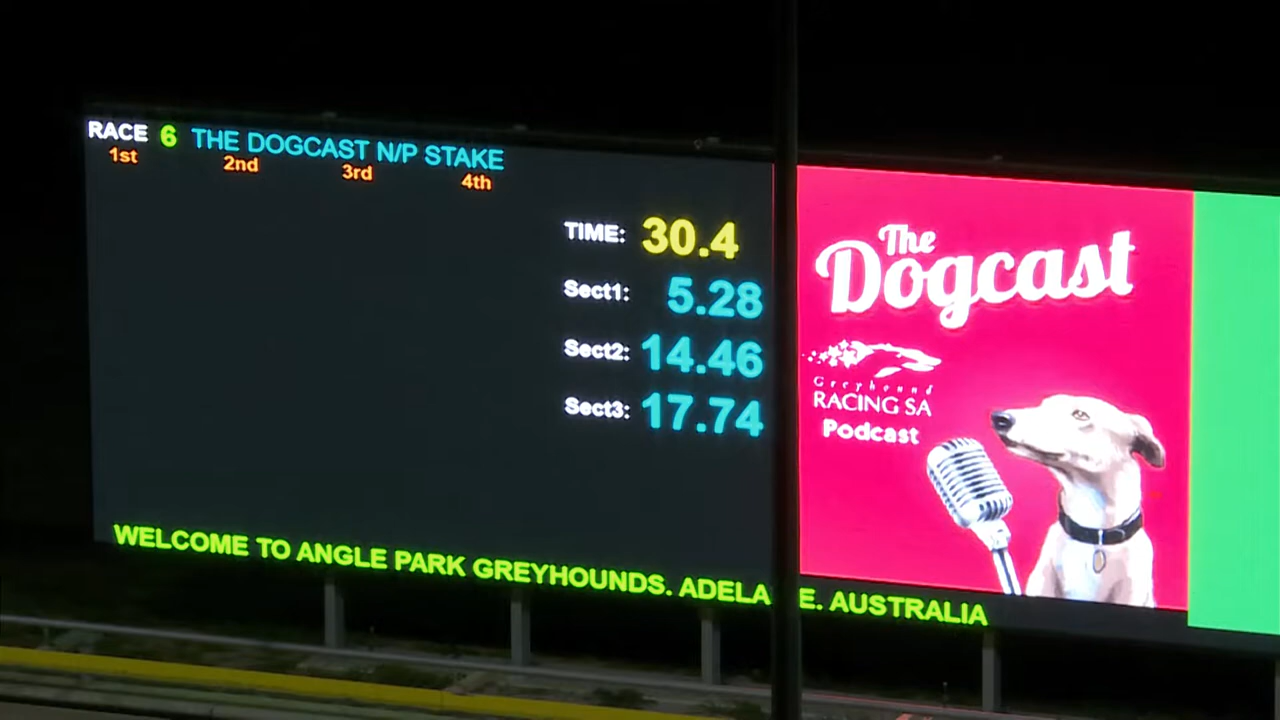 RACE 6 THE DOGCAST N/P STAKE
1st 2nd 3rd 4th
TIME: 30.4
Sect1: 5.28
Sect2: 14.46
Sect3: 17.74
The
Dogcast
Greyhound
RACING SA
Podcast
WELCOME TO ANGLE PARK GREYHOUNDS. ADELA E. AUSTRALIA